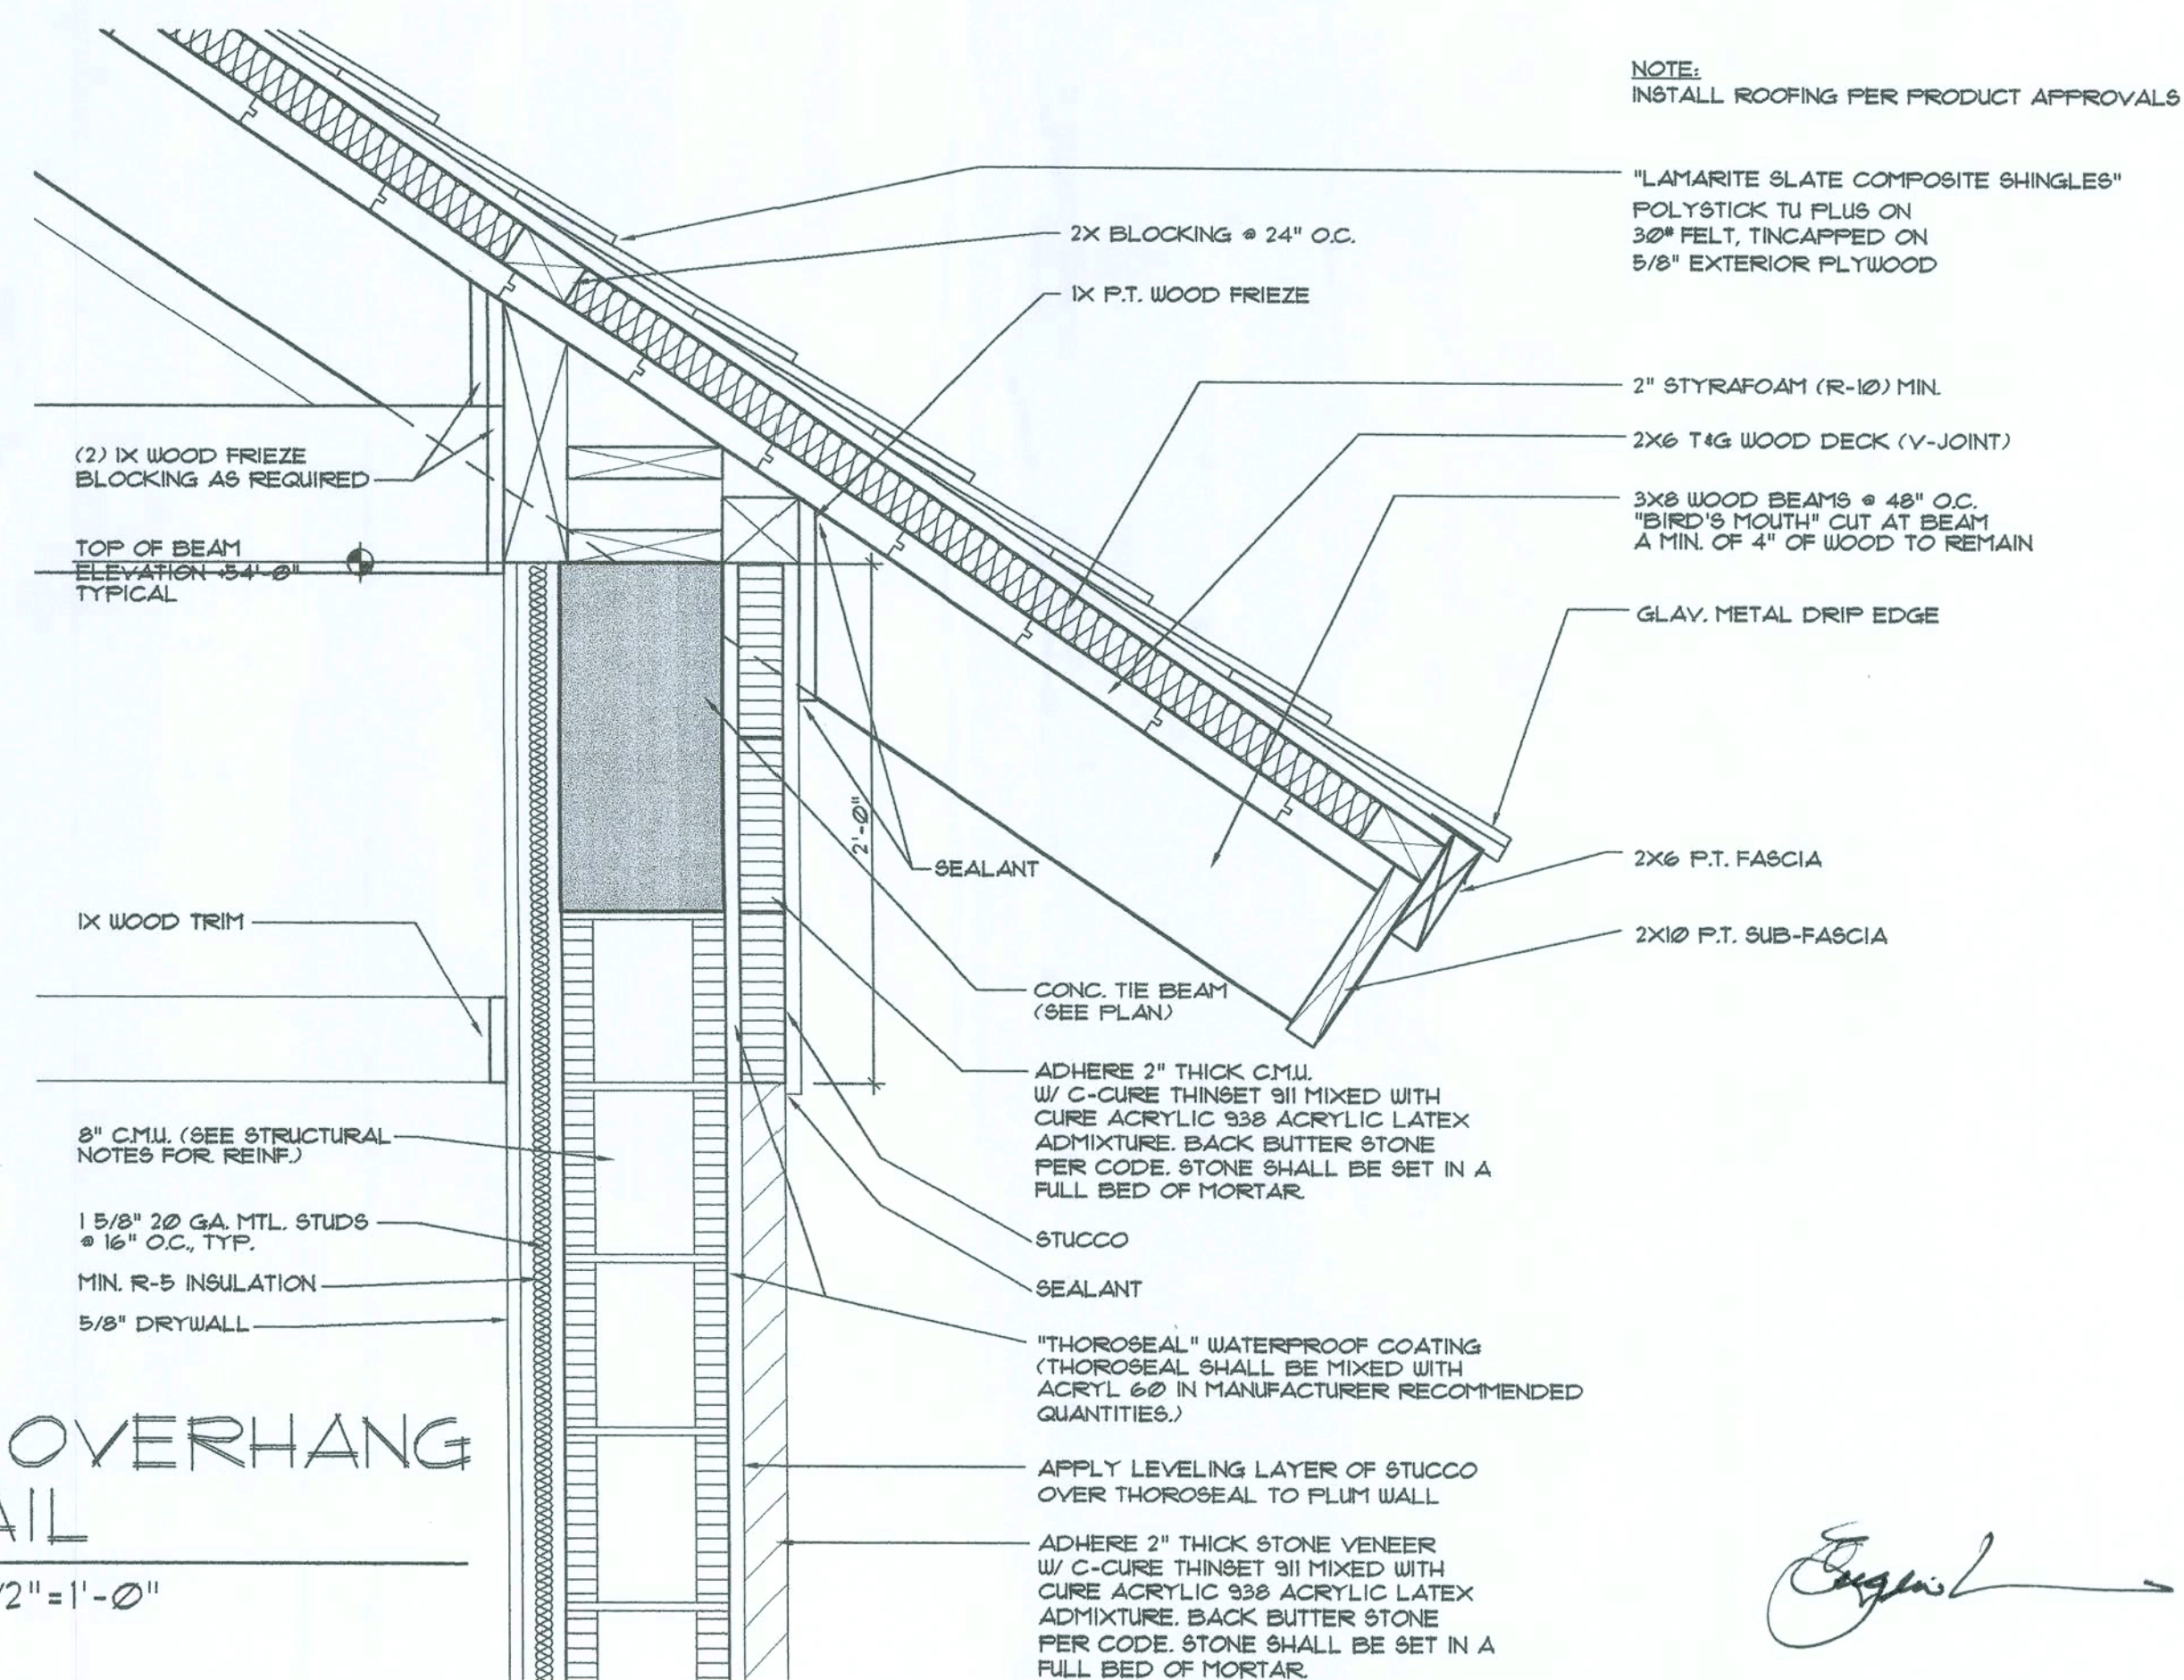 NOTE:
INSTALL ROOFING PER PRODUCT APPROVALS
"LAMARITE SLATE COMPOSITE SHINGLES"
POLYSTICK TU PLUS ON
30# FELT, TINCAPPED ON
5/8" EXTERIOR PLYWOOD
2X BLOCKING @ 24" O.C.
1X P.T. WOOD FRIEZE
2" STYRAFOAM (R-10) MIN.
2X6 T&G WOOD DECK (V-JOINT)
3X8 WOOD BEAMS @ 48" O.C.
"BIRD'S MOUTH" CUT AT BEAM
A MIN. OF 4" OF WOOD TO REMAIN
GLAV. METAL DRIP EDGE
2X6 P.T. FASCIA
2X10 P.T. SUB-FASCIA
(2) 1X WOOD FRIEZE
BLOCKING AS REQUIRED
TOP OF BEAM
ELEVATION +54'-0"
TYPICAL
2'-0"
SEALANT
1X WOOD TRIM
CONC. TIE BEAM
(SEE PLAN)
ADHERE 2" THICK C.M.U.
W/ C-CURE THINSET 911 MIXED WITH
CURE ACRYLIC 938 ACRYLIC LATEX
ADMIXTURE. BACK BUTTER STONE
PER CODE. STONE SHALL BE SET IN A
FULL BED OF MORTAR.
8" C.M.U. (SEE STRUCTURAL
NOTES FOR REINF.)
1 5/8" 20 GA. MTL. STUDS
@ 16" O.C., TYP.
MIN. R-5 INSULATION
5/8" DRYWALL
STUCCO
SEALANT
"THOROSEAL" WATERPROOF COATING
(THOROSEAL SHALL BE MIXED WITH
ACRYL 60 IN MANUFACTURER RECOMMENDED
QUANTITIES.)
APPLY LEVELING LAYER OF STUCCO
OVER THOROSEAL TO PLUM WALL
ADHERE 2" THICK STONE VENEER
W/ C-CURE THINSET 911 MIXED WITH
CURE ACRYLIC 938 ACRYLIC LATEX
ADMIXTURE. BACK BUTTER STONE
PER CODE. STONE SHALL BE SET IN A
FULL BED OF MORTAR.
OVERHANG
AIL
/2"=1'-0"